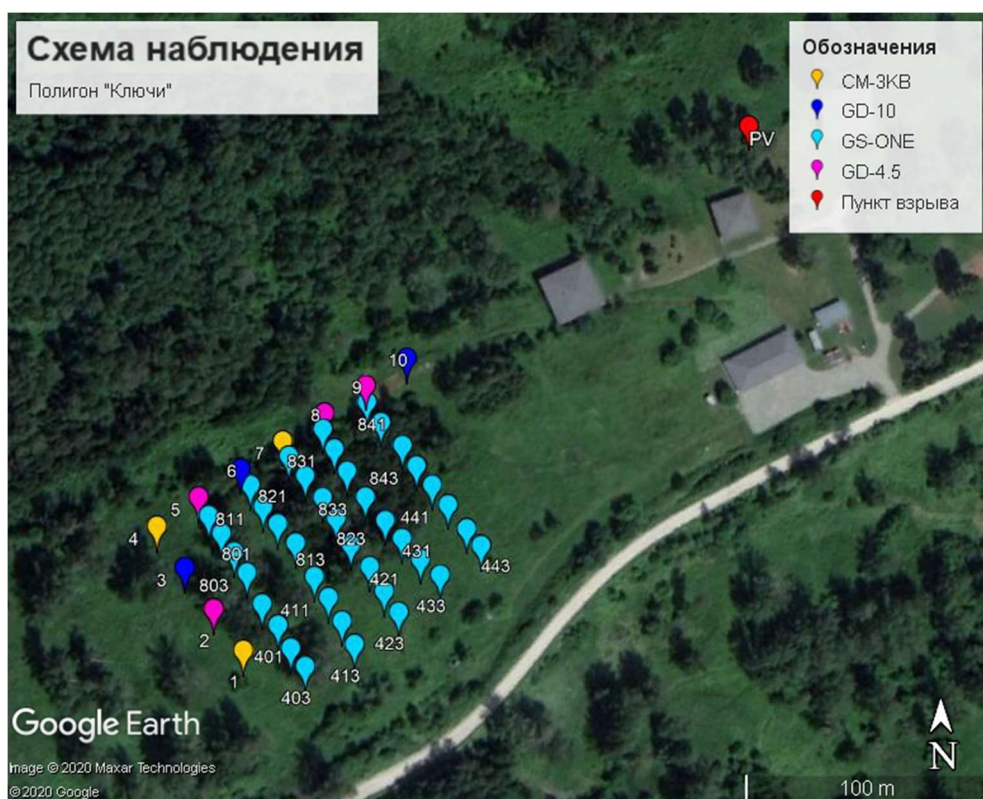 Схема наблюдения
Полигон "Ключи"
Обозначения
СМ-3КВ
GD-10
GS-ONE
GD-4.5
Пункт взрыва
PV
10
9
8
841
7
831
843
6
821
833
441
5
811
823
431
443
4
801
813
421
433
3
803
411
423
2
401
413
1
403
Google Earth
Image © 2020 Maxar Technologies
© 2020 Google
N
100 m